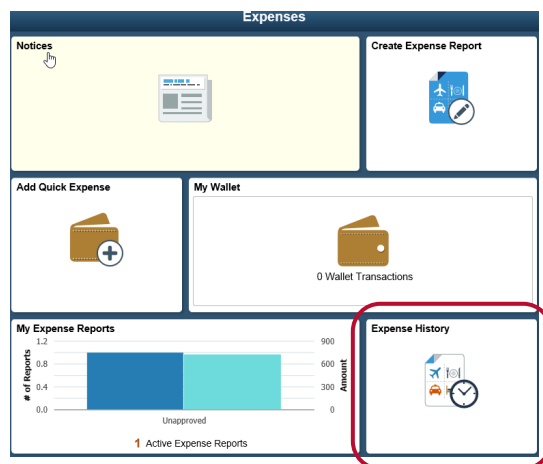 Expenses
Notices
Create Expense Report
Add Quick Expense
My Wallet
0 Wallet Transactions
My Expense Reports
1.2
0.8
0.4
0.0
# of Reports
900
600
300
0
Amount
Unapproved
1 Active Expense Reports
Expense History